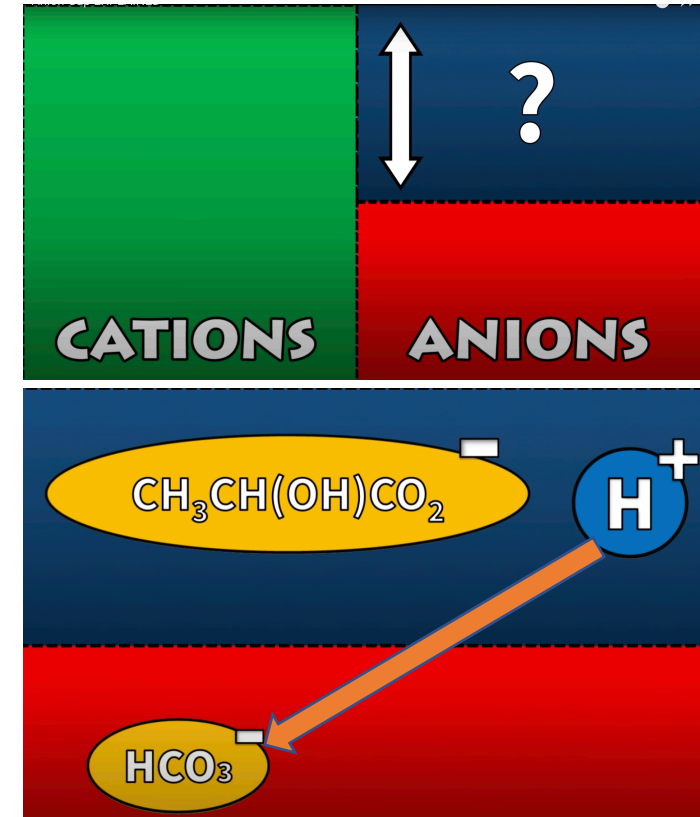 ?
CATIONS
ANIONS
CH₃CH(OH)CO₂ −
H +
HCO₃ −